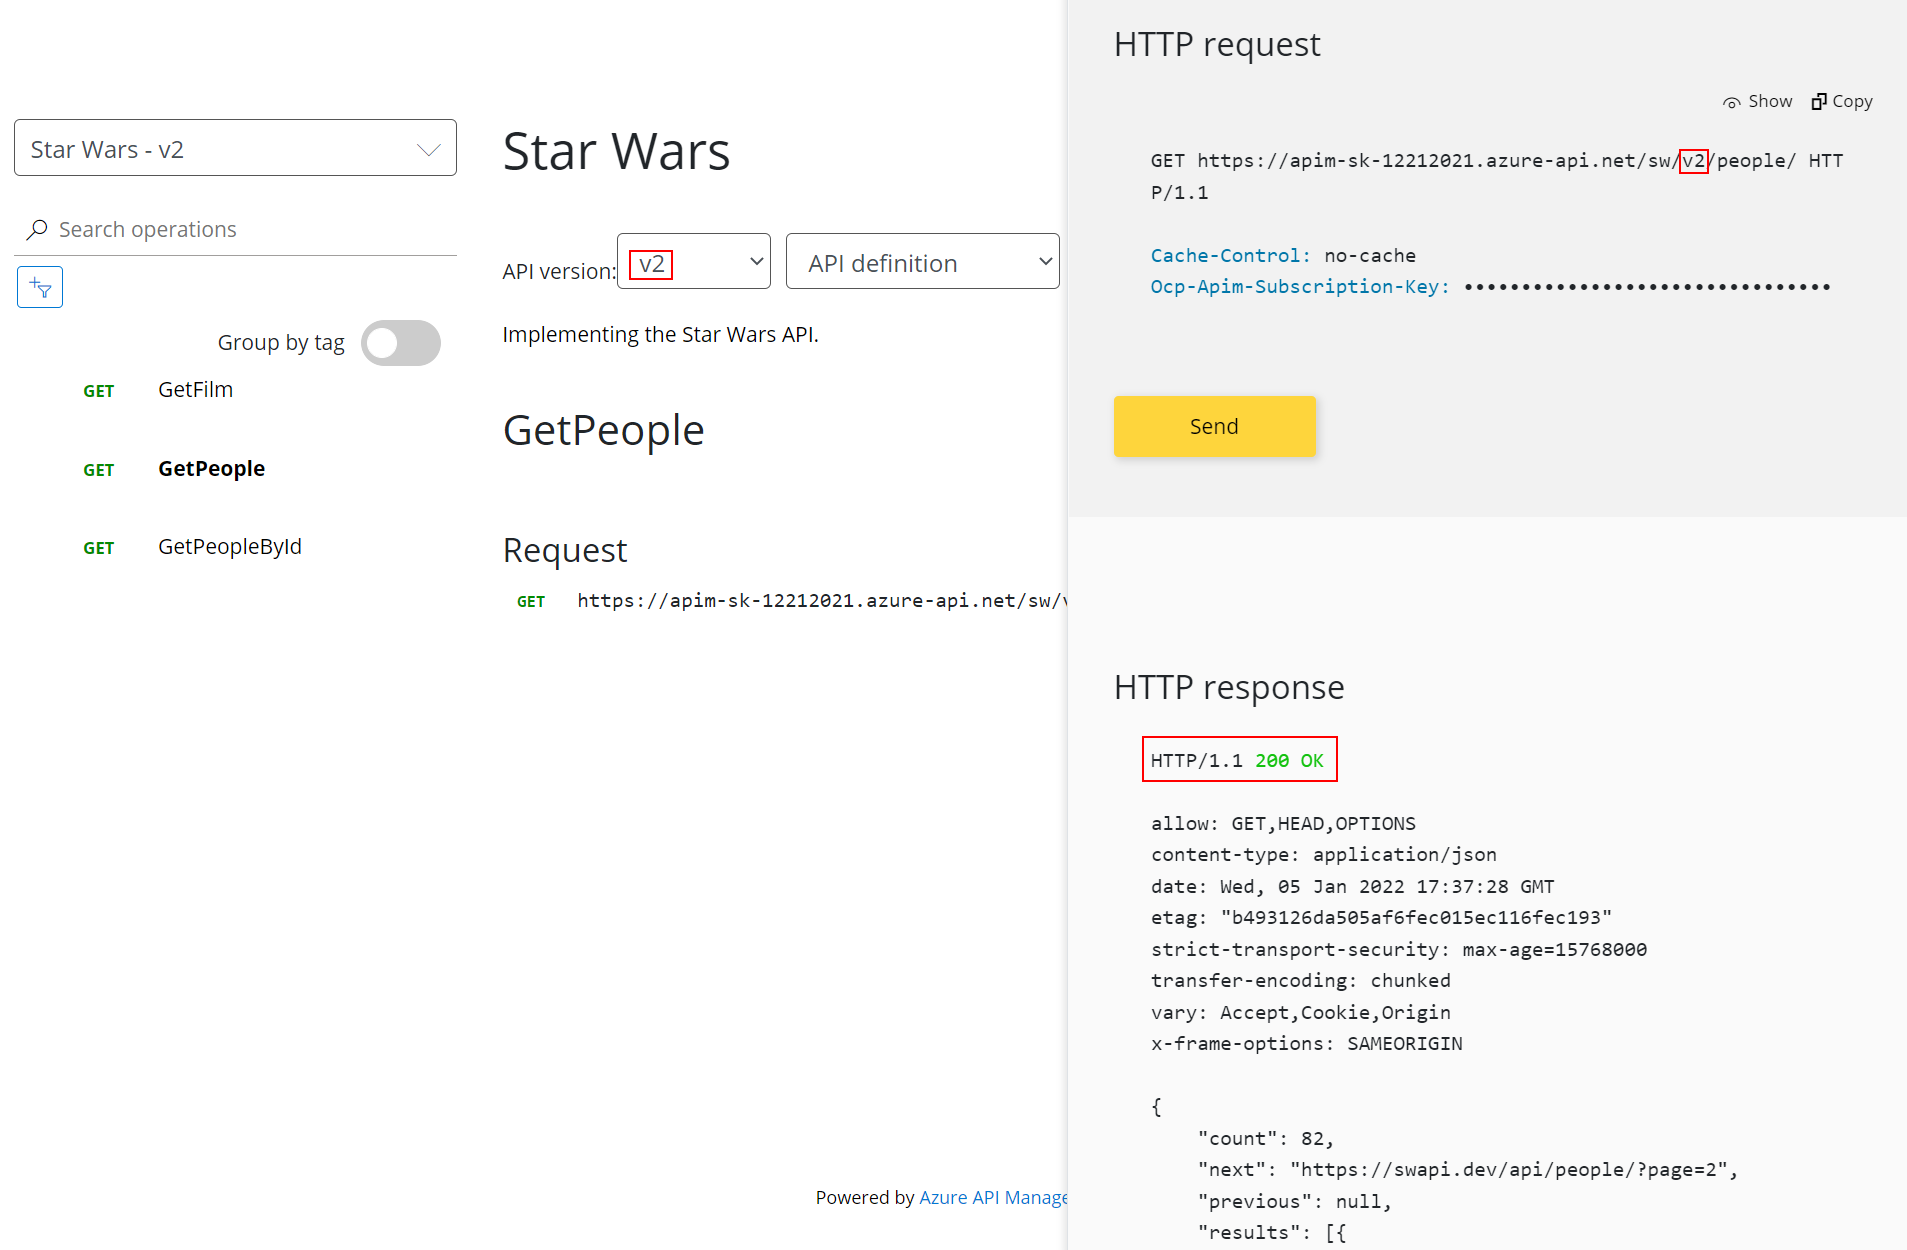 Star Wars - v2
Search operations
Group by tag
GET GetFilm
GET GetPeople
GET GetPeopleById
Star Wars
API version: v2 API definition
Implementing the Star Wars API.
GetPeople
Request
GET https://apim-sk-12212021.azure-api.net/sw/v
Powered by Azure API Manage
HTTP request
Show Copy
GET https://apim-sk-12212021.azure-api.net/sw/v2/people/ HTT
P/1.1
Cache-Control: no-cache
Ocp-Apim-Subscription-Key: ••••••••••••••••••••••••••••••••
Send
HTTP response
HTTP/1.1 200 OK
allow: GET,HEAD,OPTIONS
content-type: application/json
date: Wed, 05 Jan 2022 17:37:28 GMT
etag: "b493126da505af6fec015ec116fec193"
strict-transport-security: max-age=15768000
transfer-encoding: chunked
vary: Accept,Cookie,Origin
x-frame-options: SAMEORIGIN
{
"count": 82,
"next": "https://swapi.dev/api/people/?page=2",
"previous": null,
"results": [{